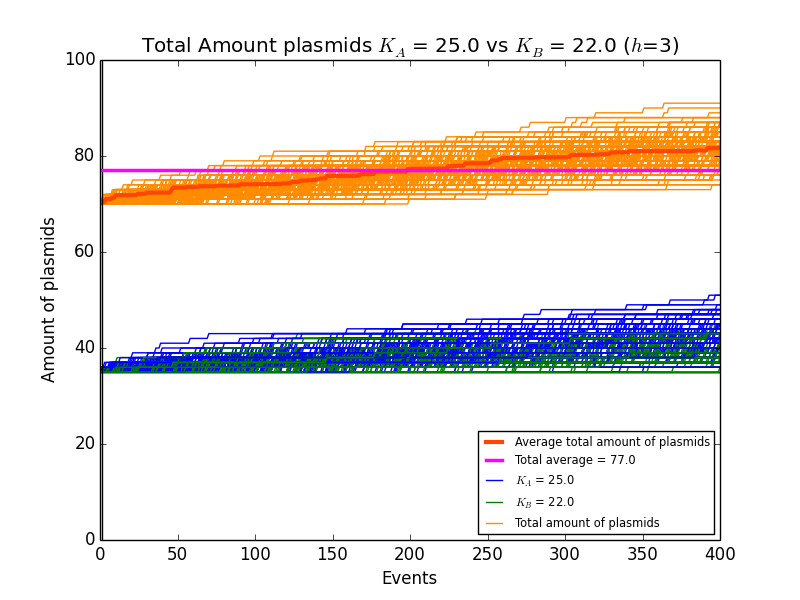 Total Amount plasmids K_A = 25.0 vs K_B = 22.0 (h=3)
100
80
60
40
20
0
Amount of plasmids
0 50 100 150 200 250 300 350 400
Events
Average total amount of plasmids
Total average = 77.0
K_A = 25.0
K_B = 22.0
Total amount of plasmids